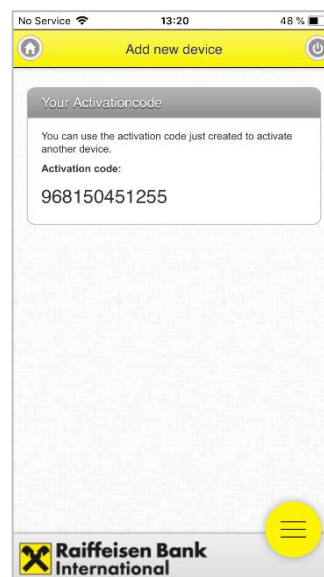 No Service 13:20 48 %
Add new device
Your Activationcode
You can use the activation code just created to activate
another device.
Activation code:
968150451255
Raiffeisen Bank
International